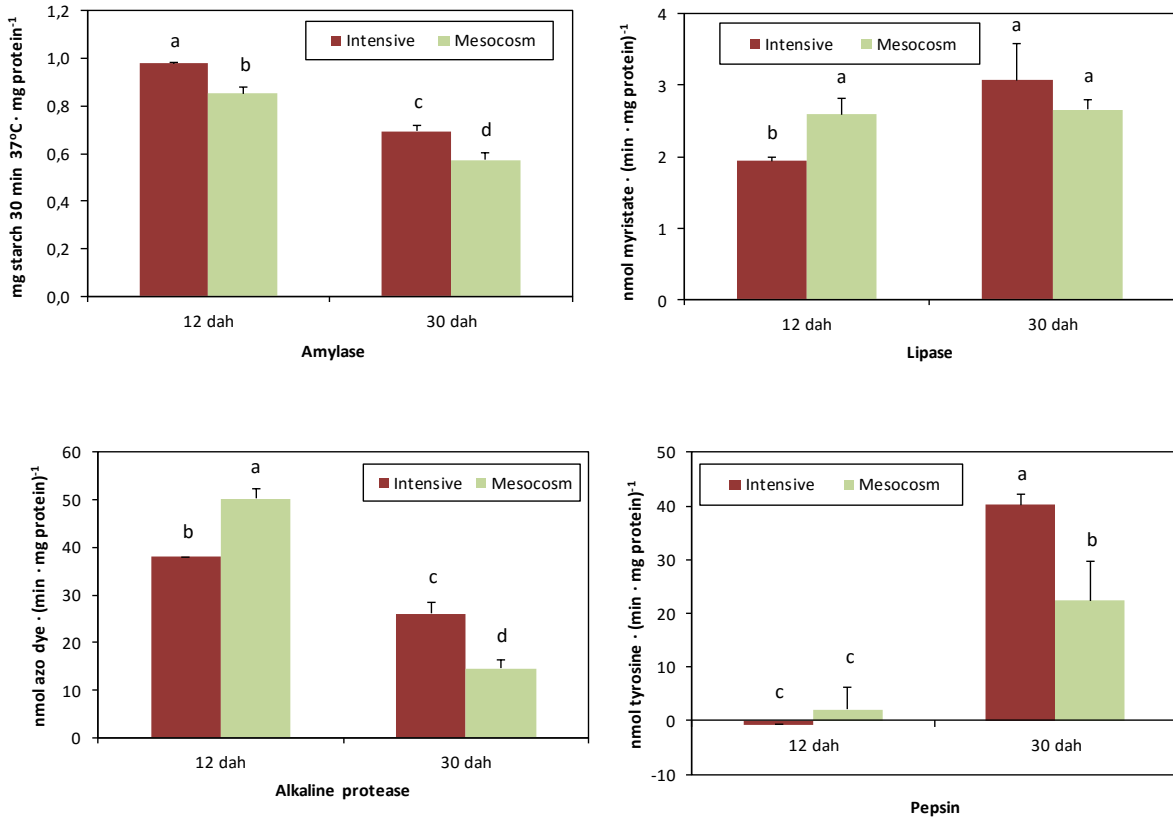 mg starch 30 min 37°C · mg protein)-1
1,2
1,0
0,8
0,6
0,4
0,2
0,0
Intensive Mesocosm
a
b
c
d
12 dah 30 dah
Amylase
nmol myristate · (min · mg protein)-1
4
3
2
1
0
Intensive Mesocosm
b
a
a
a
12 dah 30 dah
Lipase
nmol azo dye · (min · mg protein)-1
60
50
40
30
20
10
0
Intensive Mesocosm
b
a
c
d
12 dah 30 dah
Alkaline protease
nmol tyrosine · (min · mg protein)-1
50
40
30
20
10
0
-10
Intensive Mesocosm
c
c
a
b
12 dah 30 dah
Pepsin